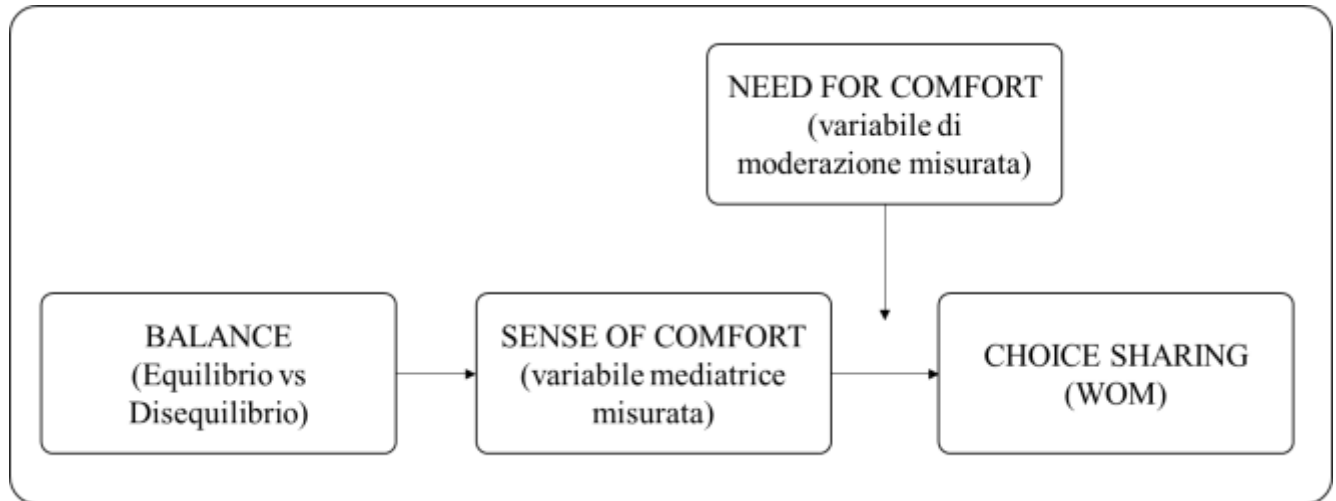 NEED FOR COMFORT
(variabile di
moderazione misurata)
BALANCE
(Equilibrio vs
Disequilibrio)
SENSE OF COMFORT
(variabile mediatrice
misurata)
CHOICE SHARING
(WOM)